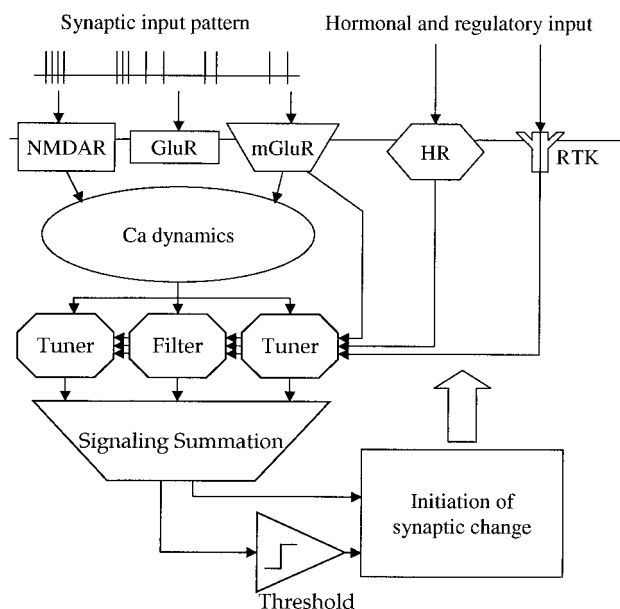 Synaptic input pattern
Hormonal and regulatory input
NMDAR
GluR
mGluR
HR
RTK
Ca dynamics
Tuner
Filter
Tuner
Signaling Summation
Initiation of
synaptic change
Threshold